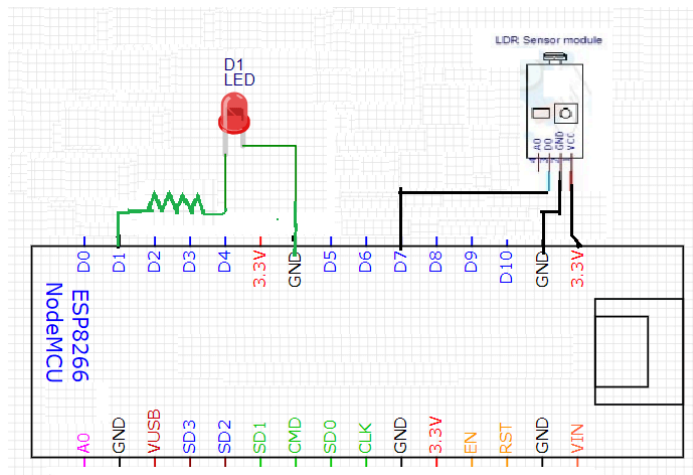 LDR Sensor module
D1
LED
AO
DO
GND
VCC
D0
D1
D2
D3
D4
3.3V
GND
D5
D6
D7
D8
D9
D10
GND
3.3V
ESP8266
NodeMCU
A0
GND
VUSB
SD3
SD2
SD1
CMD
SD0
CLK
GND
3.3V
EN
RST
GND
VIN